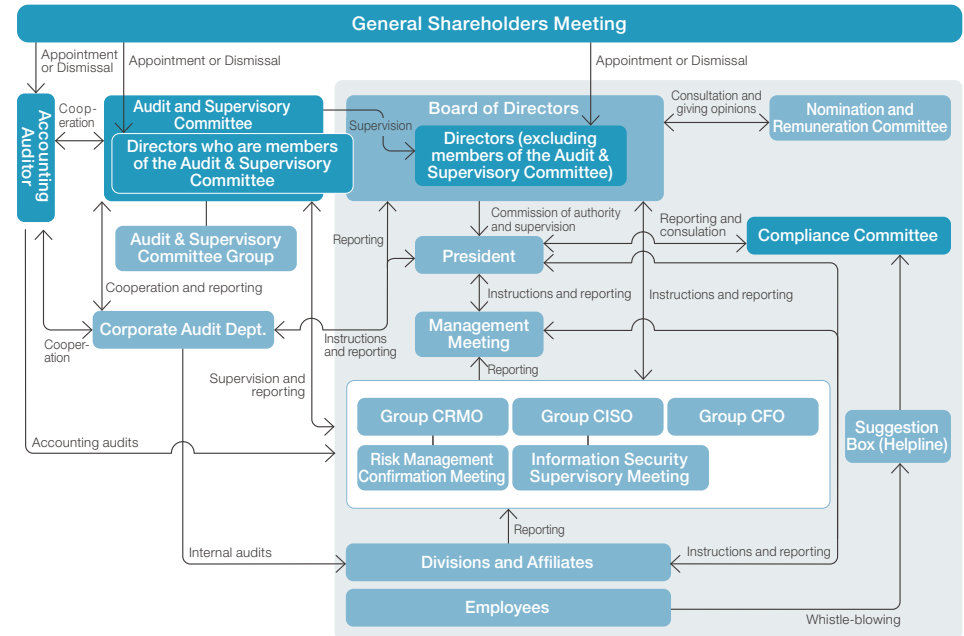 General Shareholders Meeting
Appointment
or Dismissal
Appointment or Dismissal
Appointment or Dismissal
Accounting
Auditor
Coop-
eration
Audit and Supervisory
Committee
Directors who are members
of the Audit & Supervisory
Committee
Supervision
Board of Directors
Directors (excluding
members of the Audit &
Supervisory Committee)
Consultation and
giving opinions
Nomination and
Remuneration Committee
Audit & Supervisory
Committee Group
Reporting
Commission of authority
and supervision
Reporting and
consulation
Compliance Committee
President
Cooperation and reporting
Instructions and reporting
Instructions and reporting
Corporate Audit Dept.
Cooper-
ation
Instructions
and reporting
Management
Meeting
Reporting
Supervision and
reporting
Group CRMO
Group CISO
Group CFO
Risk Management
Confirmation Meeting
Information Security
Supervisory Meeting
Suggestion
Box (Helpline)
Accounting audits
Reporting
Internal audits
Divisions and Affiliates
Instructions and reporting
Employees
Whistle-blowing